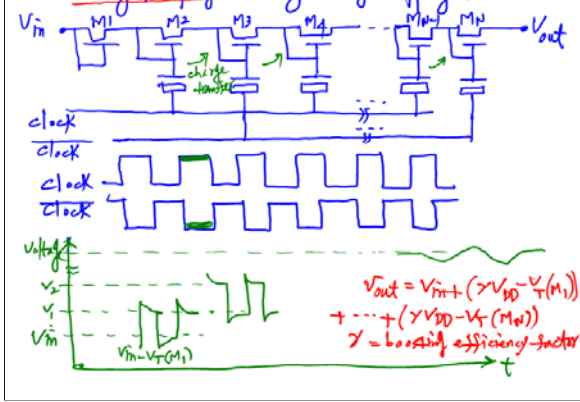 Vin M1 M2 M3 M4 MN-1 MN Vout
charge
transfer
clock
clock
clock
clock
voltage
V2
V1
Vin
Vin-VT(M1)
t
Vout = Vin + (γVDD - VT(M1)
+ ... + (γVDD - VT(MN))
γ = boosting efficiency factor